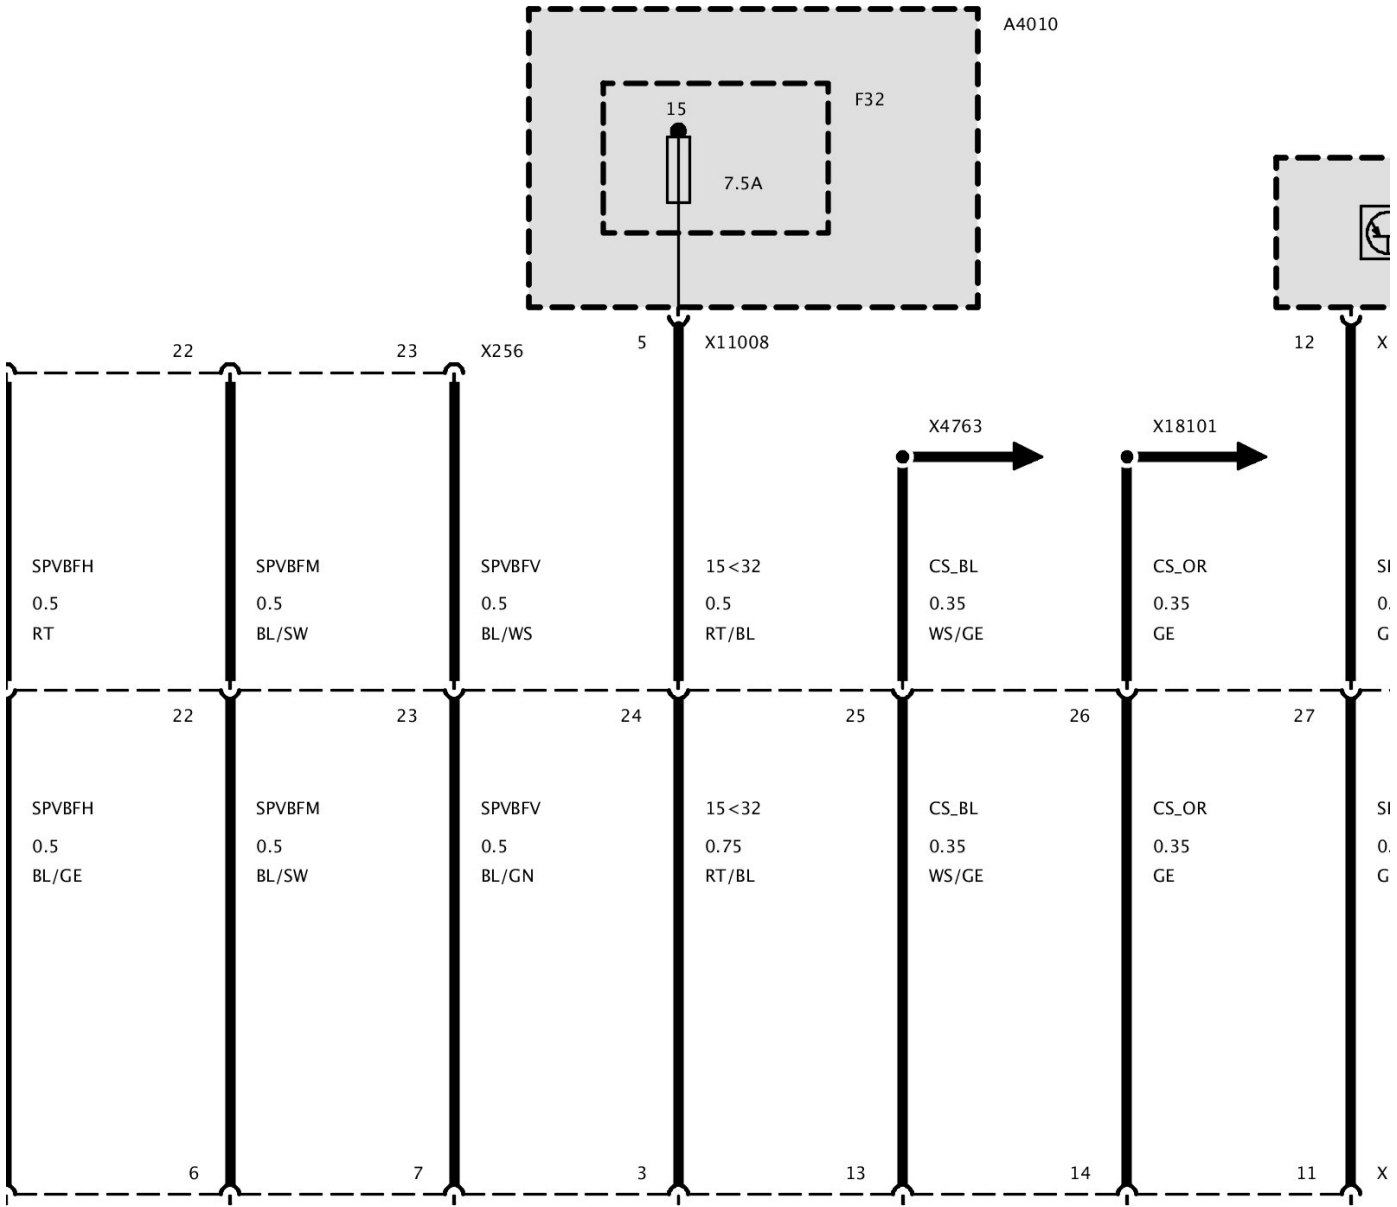 A4010
F32
15
7.5A
22
23
X256
5
X11008
12
X
X4763
X18101
SPVBFH
SPVBFM
SPVBFV
15<32
CS_BL
CS_OR
0.5
0.5
0.5
0.5
0.35
0.35
RT
BL/SW
BL/WS
RT/BL
WS/GE
GE
G
22
23
24
25
26
27
SPVBFH
SPVBFM
SPVBFV
15<32
CS_BL
CS_OR
0.5
0.5
0.5
0.75
0.35
0.35
BL/GE
BL/SW
BL/GN
RT/BL
WS/GE
GE
G
6
7
3
13
14
11
X